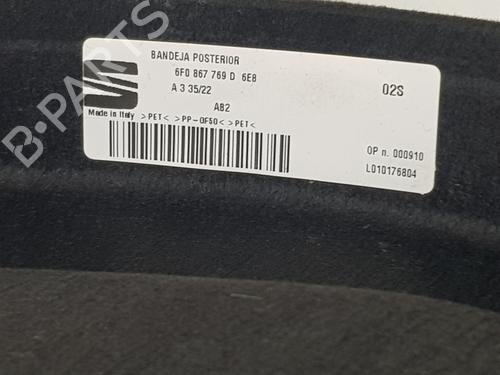 BANDEJA POSTERIOR
6F0 867 769 D 6E8
A 3 35/22
02S
AB2
Made in Italy >PET< >PP-GF50< >PET<
OP n. 000910
L010176804
B-PARTS